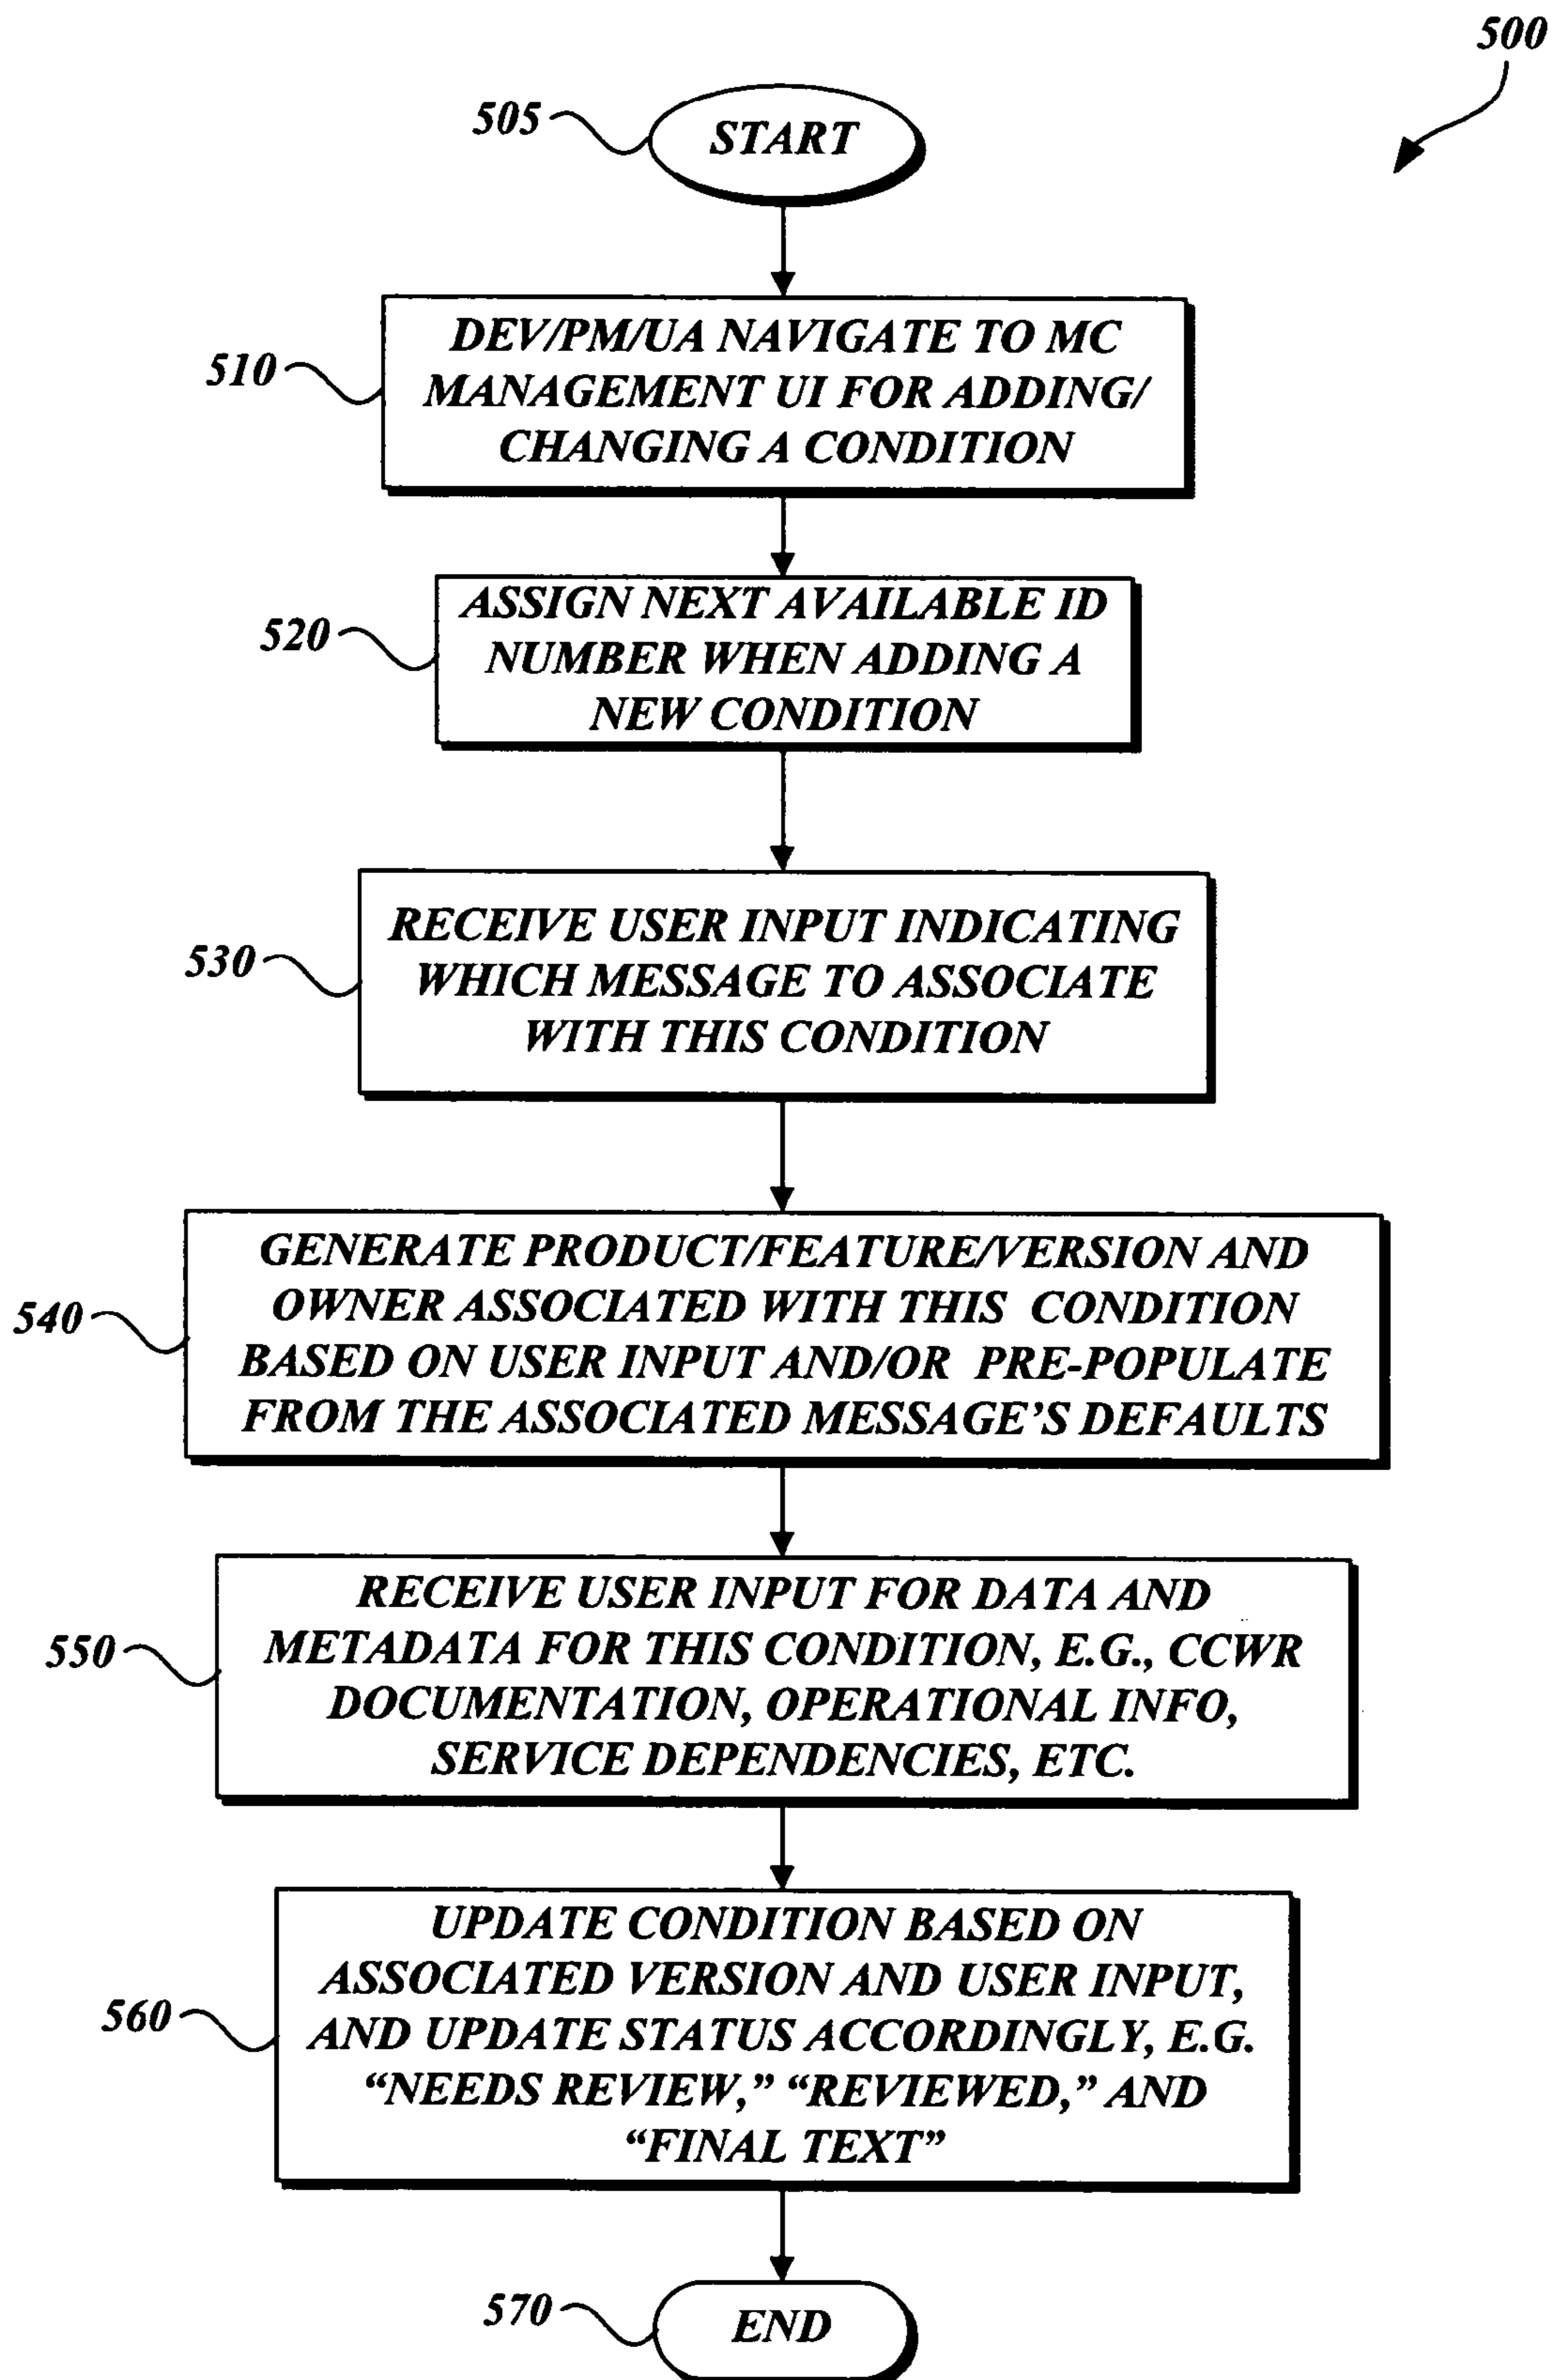 500
505
START
510
DEV/PM/UA NAVIGATE TO MC
MANAGEMENT UI FOR ADDING/
CHANGING A CONDITION
520
ASSIGN NEXT AVAILABLE ID
NUMBER WHEN ADDING A
NEW CONDITION
530
RECEIVE USER INPUT INDICATING
WHICH MESSAGE TO ASSOCIATE
WITH THIS CONDITION
540
GENERATE PRODUCT/FEATURE/VERSION AND
OWNER ASSOCIATED WITH THIS CONDITION
BASED ON USER INPUT AND/OR PRE-POPULATE
FROM THE ASSOCIATED MESSAGE’S DEFAULTS
550
RECEIVE USER INPUT FOR DATA AND
METADATA FOR THIS CONDITION, E.G., CCWR
DOCUMENTATION, OPERATIONAL INFO,
SERVICE DEPENDENCIES, ETC.
560
UPDATE CONDITION BASED ON
ASSOCIATED VERSION AND USER INPUT,
AND UPDATE STATUS ACCORDINGLY, E.G.
“NEEDS REVIEW,” “REVIEWED,” AND
“FINAL TEXT”
570
END